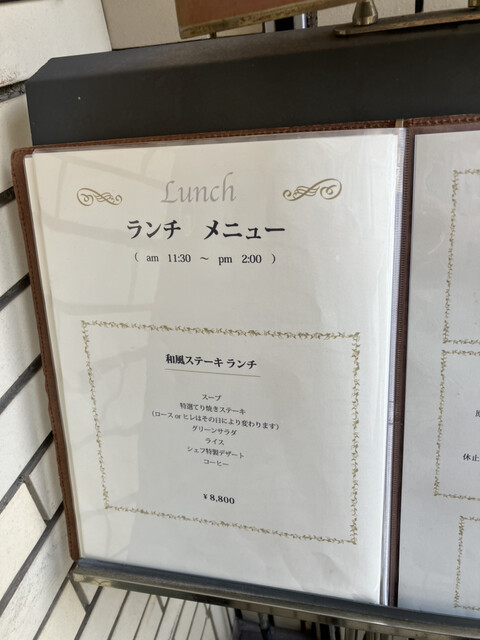 Lunch
ランチ メニュー
( am 11:30 ～ pm 2:00 )
和風ステーキ ランチ
スープ
特選てり焼きステーキ
(ロース or ヒレはその日により変わります)
グリーンサラダ
ライス
シェフ特製デザート
コーヒー
¥8,800
休止